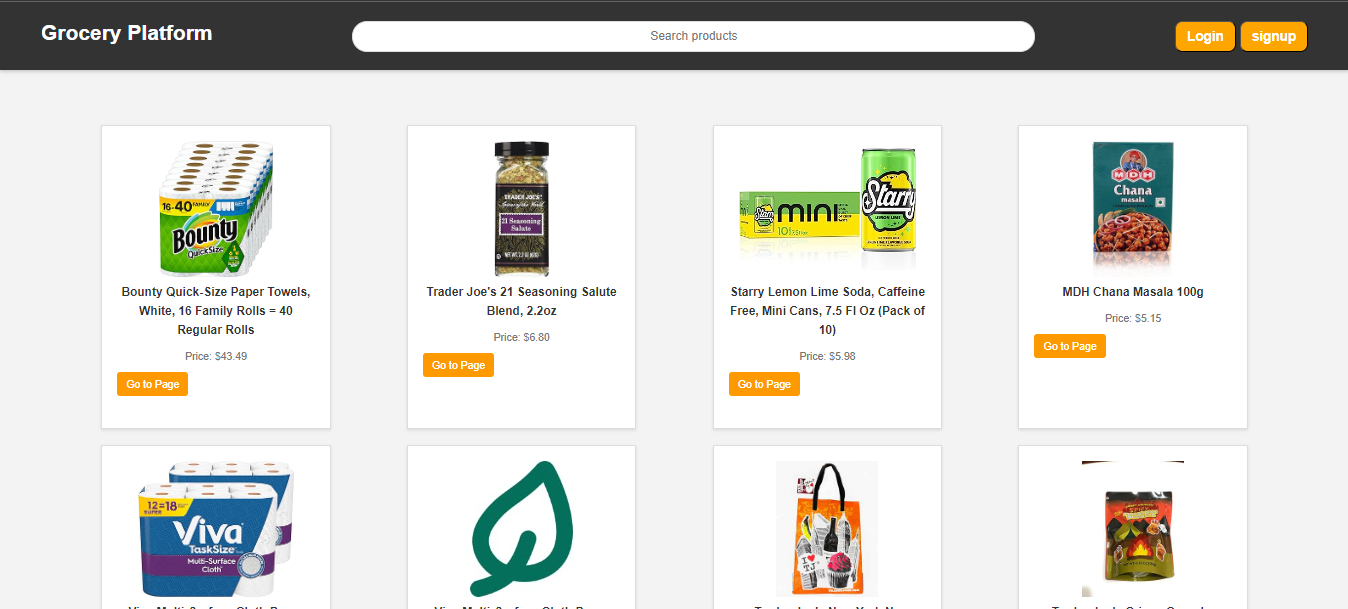 Grocery Platform
Search products
Login
signup
16=40 FAMILY
Bounty
Quick Size
TRADER JOE'S
21 Seasoning
Salute
Starry
mini
LEMON LIME
MDH
Chana
masala
Bounty Quick-Size Paper Towels,
White, 16 Family Rolls = 40
Regular Rolls
Price: $43.49
Go to Page
Trader Joe's 21 Seasoning Salute
Blend, 2.2oz
Price: $6.80
Go to Page
Starry Lemon Lime Soda, Caffeine
Free, Mini Cans, 7.5 Fl Oz (Pack of
10)
Price: $5.98
Go to Page
MDH Chana Masala 100g
Price: $5.15
Go to Page
12=18
SUPER
Viva
TaskSize
Multi-Surface
Cloth
I
TJ's